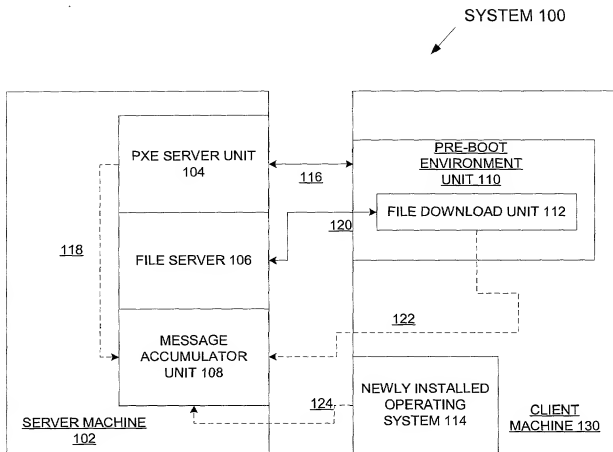 SYSTEM 100
PXE SERVER UNIT
104
116
PRE-BOOT
ENVIRONMENT
UNIT 110
FILE DOWNLOAD UNIT 112
118
120
FILE SERVER 106
122
MESSAGE
ACCUMULATOR
UNIT 108
124
NEWLY INSTALLED
OPERATING
SYSTEM 114
SERVER MACHINE
102
CLIENT
MACHINE 130